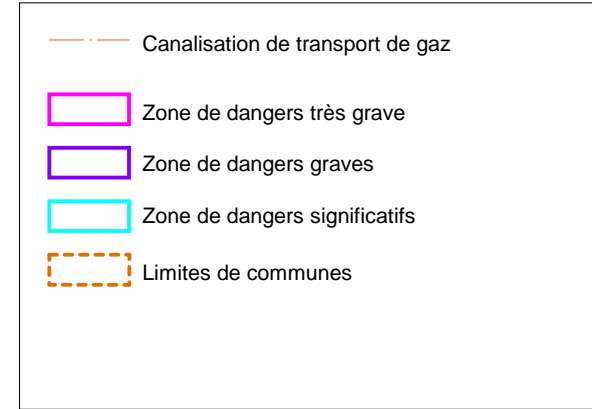 Canalisation de transport de gaz
Zone de dangers très grave
Zone de dangers graves
Zone de dangers significatifs
Limites de communes